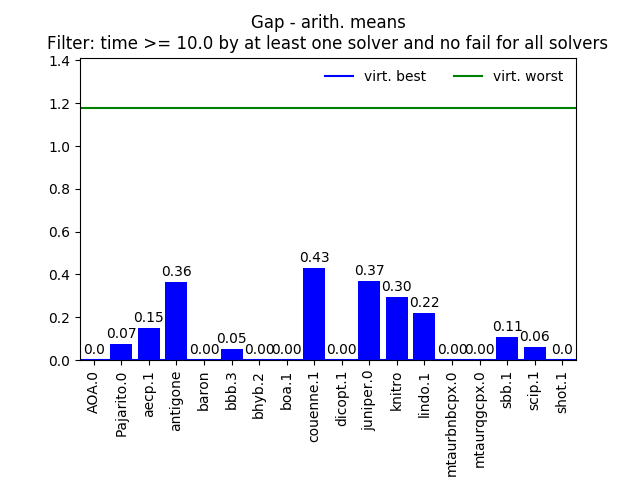 Gap - arith. means
Filter: time >= 10.0 by at least one solver and no fail for all solvers
virt. best
virt. worst
1.4
1.2
1.0
0.8
0.6
0.4
0.2
0.0
0.0
0.07
0.15
0.36
0.00
0.05
0.00
0.00
0.43
0.00
0.37
0.30
0.22
0.00
0.00
0.11
0.06
0.0
AOA.0
Pajarito.0
aecp.1
antigone
baron
bbb.3
bhyb.2
boa.1
couenne.1
dicopt.1
juniper.0
knitro
lindo.1
mtaurbnbcpx.0
mtaurqgcpx.0
sbb.1
scip.1
shot.1